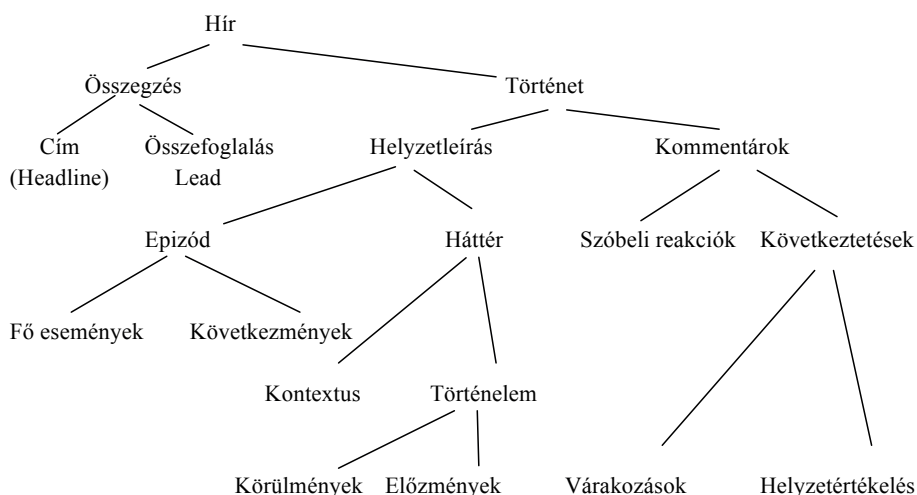 Hír
Összegzés
Történet
Cím
(Headline)
Összefoglalás
Lead
Helyzetleírás
Kommentárok
Epizód
Háttér
Szóbeli reakciók
Következtetések
Fő események
Következmények
Kontextus
Történelem
Körülmények
Előzmények
Várakozások
Helyzetértékelés